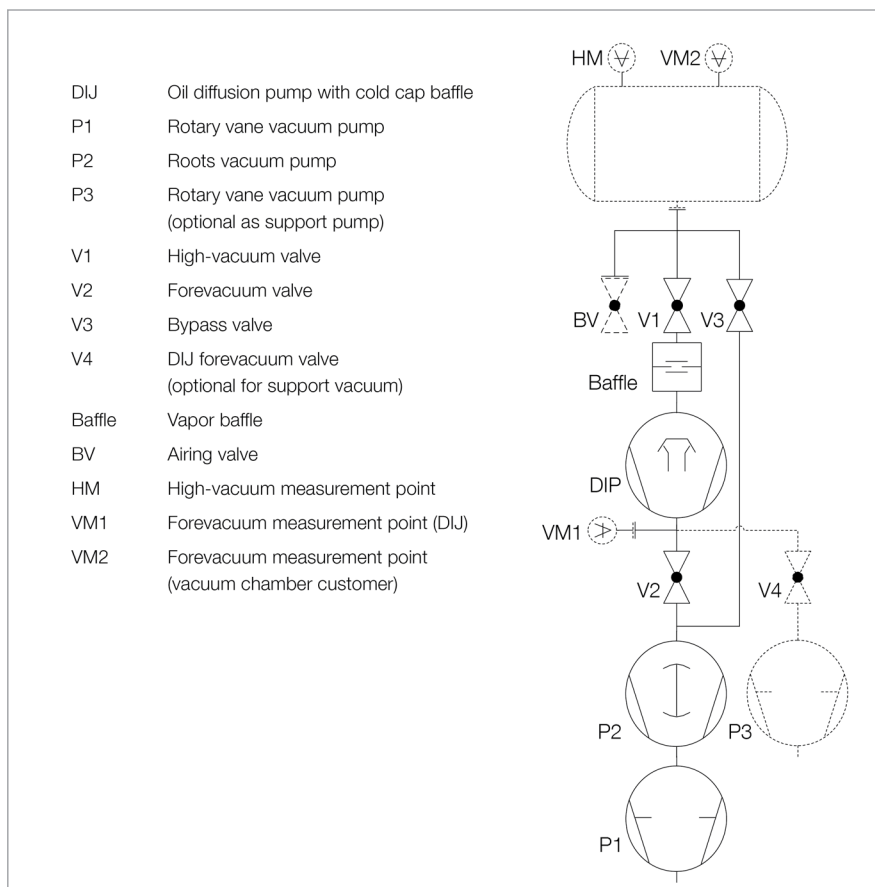 DIJ Oil diffusion pump with cold cap baffle
P1 Rotary vane vacuum pump
P2 Roots vacuum pump
P3 Rotary vane vacuum pump
(optional as support pump)
V1 High-vacuum valve
V2 Forevacuum valve
V3 Bypass valve
V4 DIJ forevacuum valve
(optional for support vacuum)
Baffle Vapor baffle
BV Airing valve
HM High-vacuum measurement point
VM1 Forevacuum measurement point (DIJ)
VM2 Forevacuum measurement point
(vacuum chamber customer)
HM VM2
BV V1 V3
Baffle
DIP
VM1
V2 V4
P2 P3
P1